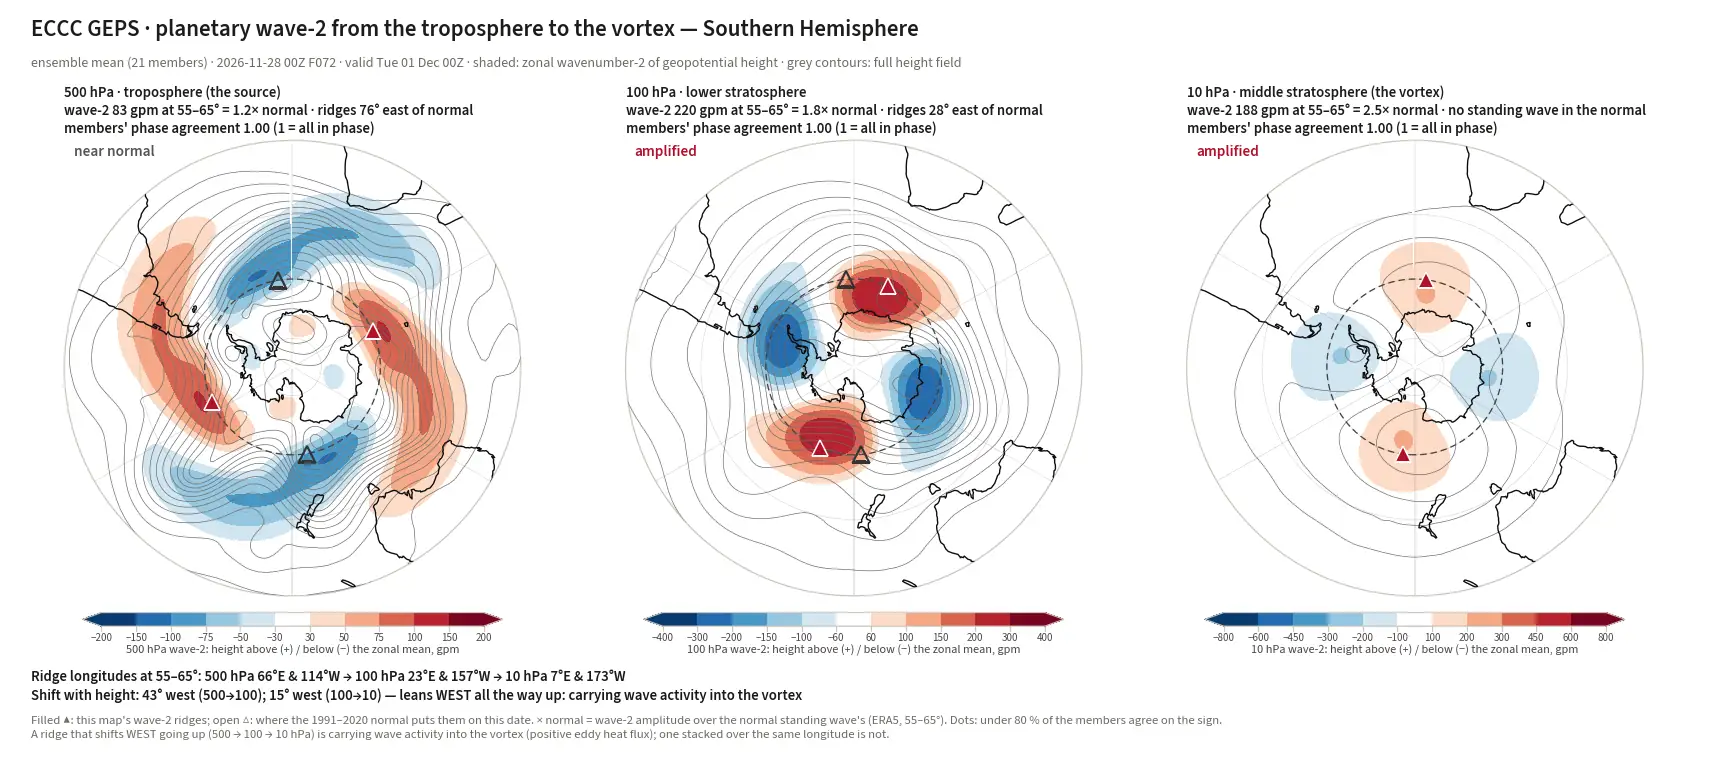 ECCC GEPS · planetary wave-2 from the troposphere to the vortex — Southern Hemisphere
ensemble mean (21 members) · 2026-11-28 00Z F072 · valid Tue 01 Dec 00Z · shaded: zonal wavenumber-2 of geopotential height · grey contours: full height field
500 hPa · troposphere (the source)
wave-2 83 gpm at 55–65° = 1.2× normal · ridges 76° east of normal
members' phase agreement 1.00 (1 = all in phase)
near normal
100 hPa · lower stratosphere
wave-2 220 gpm at 55–65° = 1.8× normal · ridges 28° east of normal
members' phase agreement 1.00 (1 = all in phase)
amplified
10 hPa · middle stratosphere (the vortex)
wave-2 188 gpm at 55–65° = 2.5× normal · no standing wave in the normal
members' phase agreement 1.00 (1 = all in phase)
amplified
−200 −150 −100 −75 −50 −30 30 50 75 100 150 200
500 hPa wave-2: height above (+) / below (−) the zonal mean, gpm
−400 −300 −200 −150 −100 −60 60 100 150 200 300 400
100 hPa wave-2: height above (+) / below (−) the zonal mean, gpm
−800 −600 −450 −300 −200 −100 100 200 300 450 600 800
10 hPa wave-2: height above (+) / below (−) the zonal mean, gpm
Ridge longitudes at 55–65°: 500 hPa 66°E & 114°W → 100 hPa 23°E & 157°W → 10 hPa 7°E & 173°W
Shift with height: 43° west (500→100); 15° west (100→10) — leans WEST all the way up: carrying wave activity into the vortex
Filled ▲: this map's wave-2 ridges; open △: where the 1991–2020 normal puts them on this date. × normal = wave-2 amplitude over the normal standing wave's (ERA5, 55–65°). Dots: under 80 % of the members agree on the sign.
A ridge that shifts WEST going up (500 → 100 → 10 hPa) is carrying wave activity into the vortex (positive eddy heat flux); one stacked over the same longitude is not.